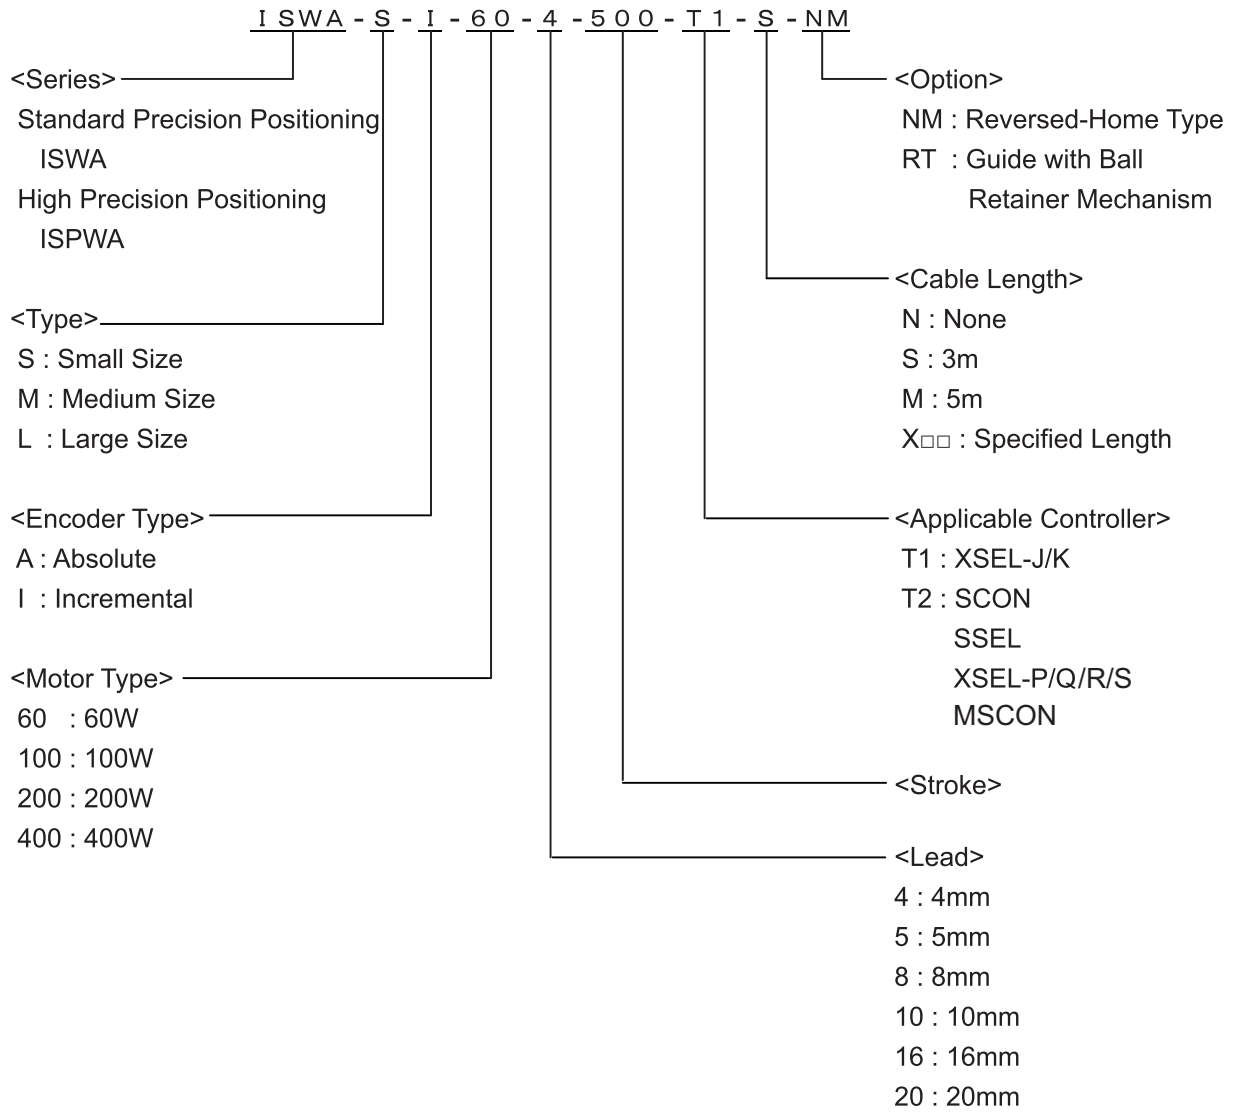 ISWA-S-I-60-4-500-T1-S-NM
<Series>
Standard Precision Positioning
ISWA
High Precision Positioning
ISPWA
<Type>
S : Small Size
M : Medium Size
L : Large Size
<Encoder Type>
A : Absolute
I : Incremental
<Motor Type>
60 : 60W
100 : 100W
200 : 200W
400 : 400W
<Option>
NM : Reversed-Home Type
RT : Guide with Ball
Retainer Mechanism
<Cable Length>
N : None
S : 3m
M : 5m
X□□ : Specified Length
<Applicable Controller>
T1 : XSEL-J/K
T2 : SCON
SSEL
XSEL-P/Q/R/S
MSCON
<Stroke>
<Lead>
4 : 4mm
5 : 5mm
8 : 8mm
10 : 10mm
16 : 16mm
20 : 20mm